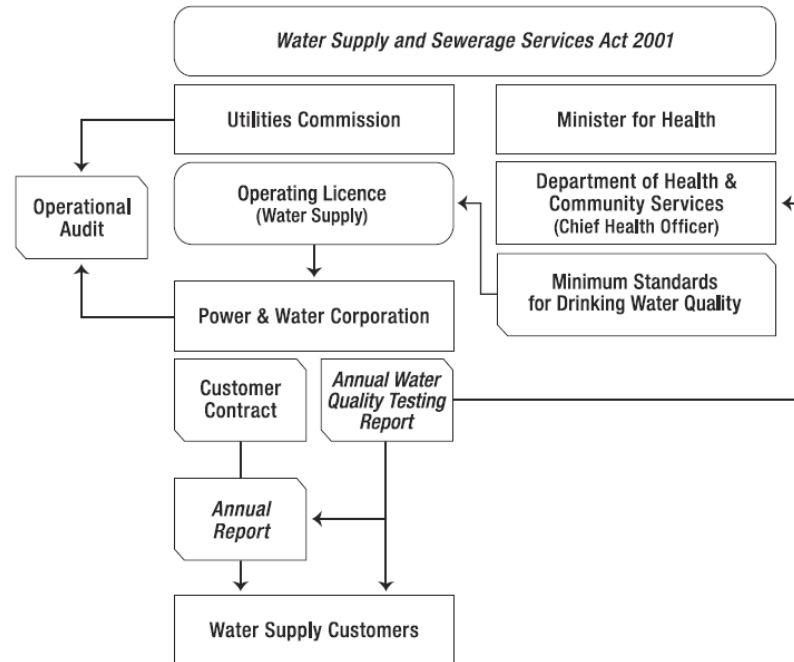 Water Supply and Sewerage Services Act 2001
Utilities Commission
Minister for Health
Operational
Audit
Operating Licence
(Water Supply)
Department of Health &
Community Services
(Chief Health Officer)
Minimum Standards
for Drinking Water Quality
Power & Water Corporation
Customer
Contract
Annual Water
Quality Testing
Report
Annual
Report
Water Supply Customers